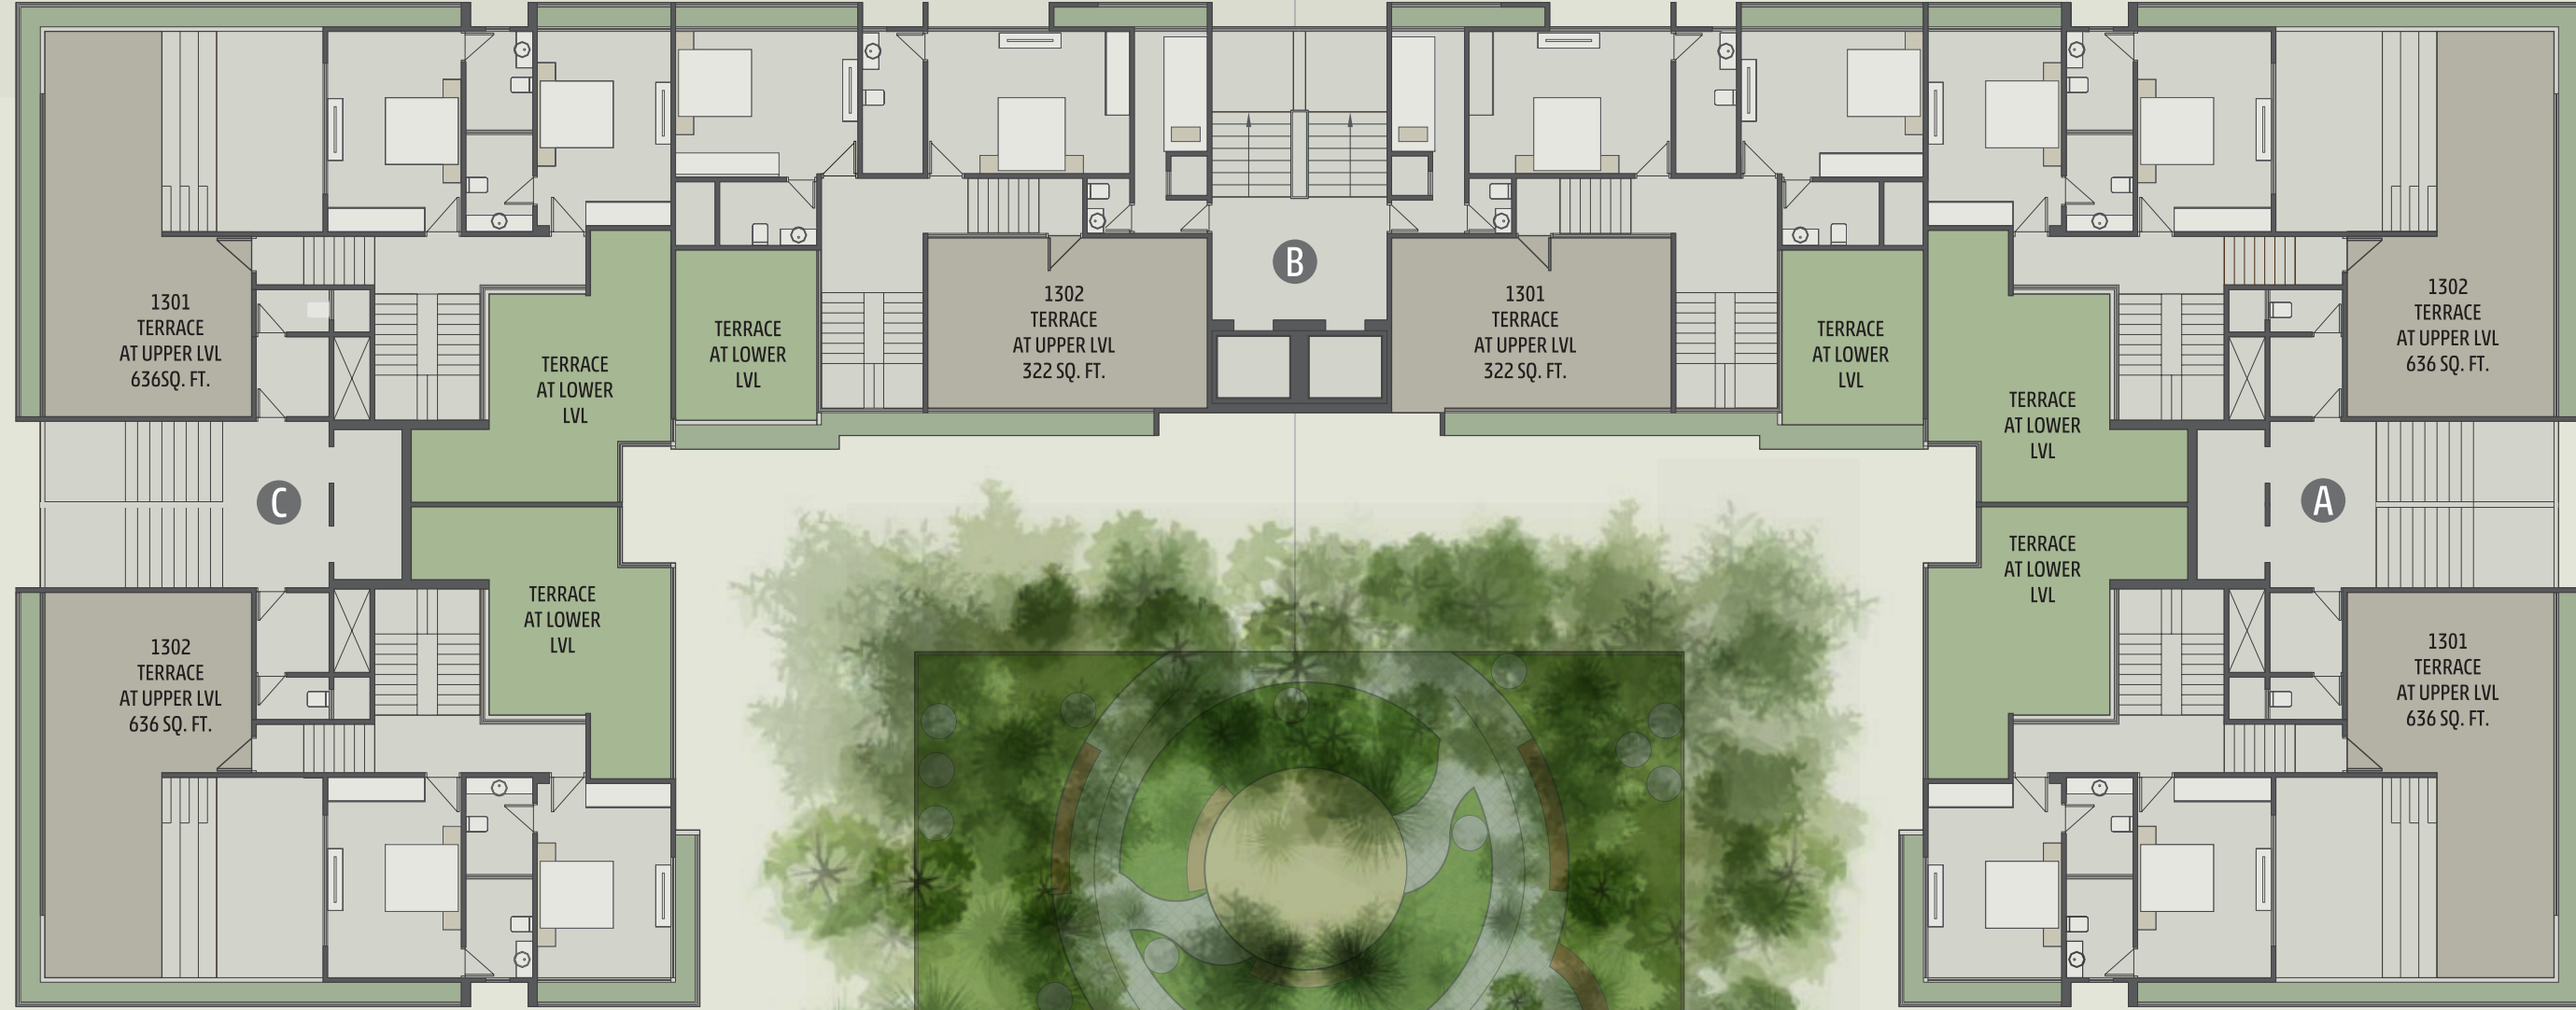 1301
TERRACE
AT UPPER LVL
636SQ. FT.
TERRACE
AT LOWER
LVL
TERRACE
AT LOWER
LVL
1302
TERRACE
AT UPPER LVL
322 SQ. FT.
B
1301
TERRACE
AT UPPER LVL
322 SQ. FT.
TERRACE
AT LOWER
LVL
TERRACE
AT LOWER
LVL
1302
TERRACE
AT UPPER LVL
636 SQ. FT.
C
A
1302
TERRACE
AT UPPER LVL
636 SQ. FT.
TERRACE
AT LOWER
LVL
TERRACE
AT LOWER
LVL
1301
TERRACE
AT UPPER LVL
636 SQ. FT.